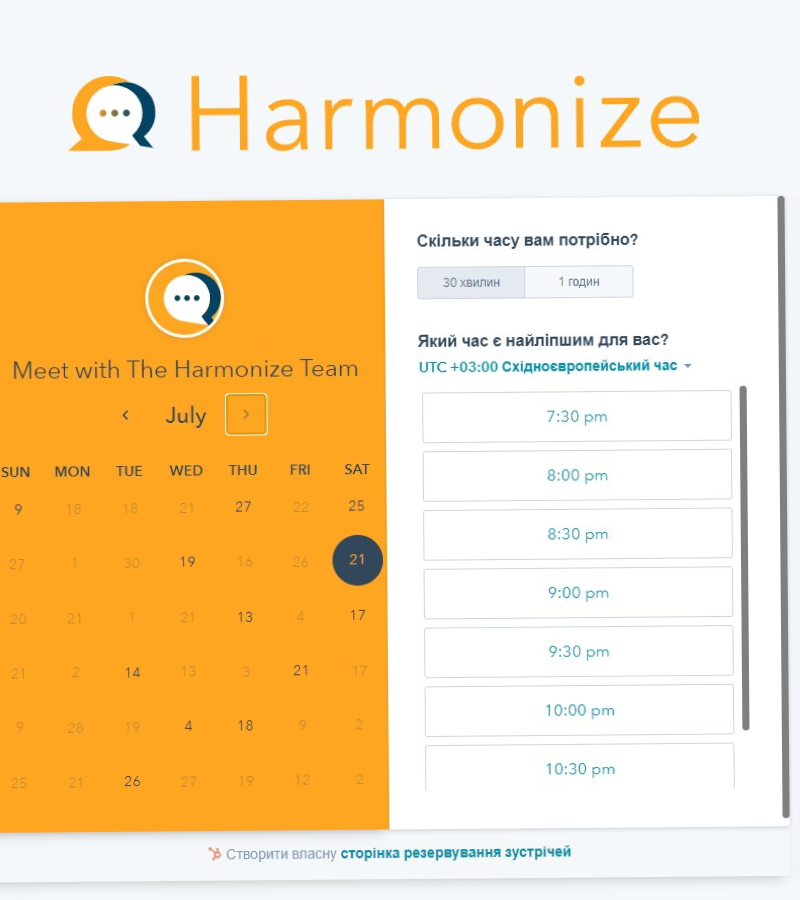 Harmonize
Meet with The Harmonize Team
July
SUN MON TUE WED THU FRI SAT
9 18 18 21 27 22 25
27 1 30 19 16 26 21
20 21 1 21 13 4 17
21 2 14 13 3 21 17
9 28 19 4 18 9 2
25 21 26 27 19 12 2
Скільки часу вам потрібно?
30 хвилин 1 годин
Який час є найліпшим для вас?
UTC +03:00 Східноєвропейський час
7:30 pm
8:00 pm
8:30 pm
9:00 pm
9:30 pm
10:00 pm
10:30 pm
Створити власну сторінка резервування зустрічей